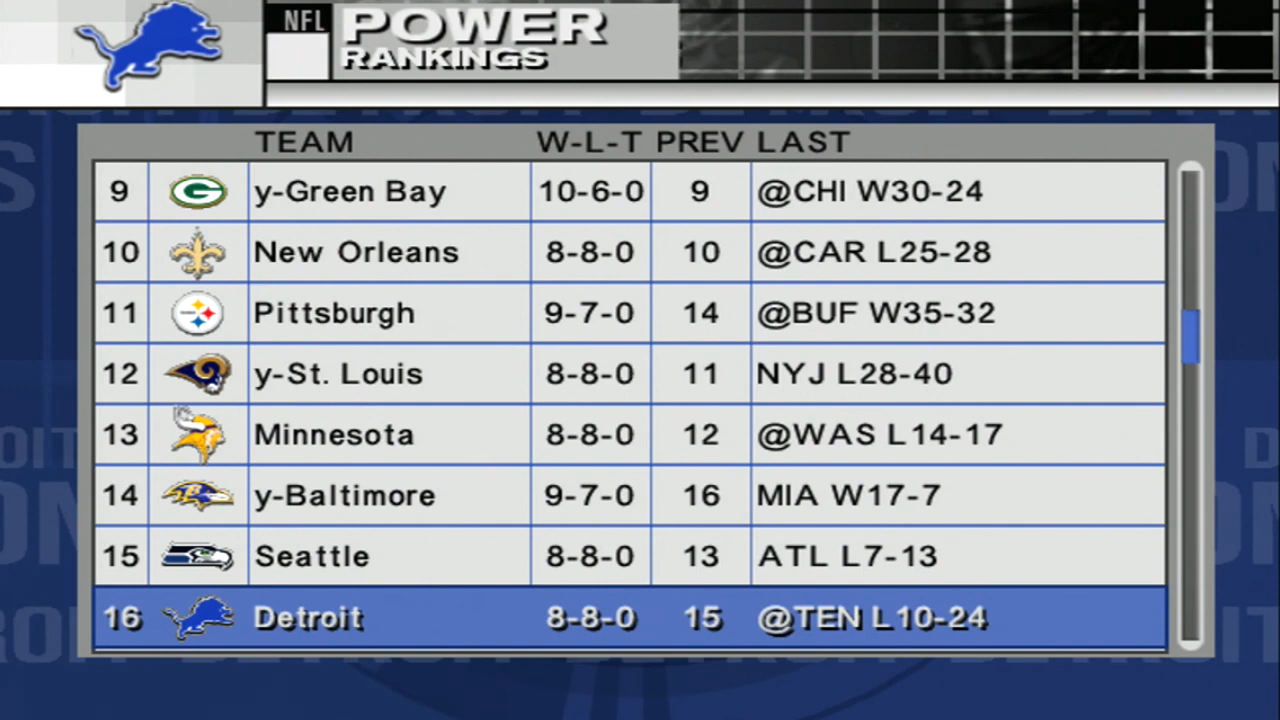 NFL POWER
RANKINGS
TEAM W-L-T PREV LAST
9 y-Green Bay 10-6-0 9 @CHI W30-24
10 New Orleans 8-8-0 10 @CAR L25-28
11 Pittsburgh 9-7-0 14 @BUF W35-32
12 y-St. Louis 8-8-0 11 NYJ L28-40
13 Minnesota 8-8-0 12 @WAS L14-17
14 y-Baltimore 9-7-0 16 MIA W17-7
15 Seattle 8-8-0 13 ATL L7-13
16 Detroit 8-8-0 15 @TEN L10-24